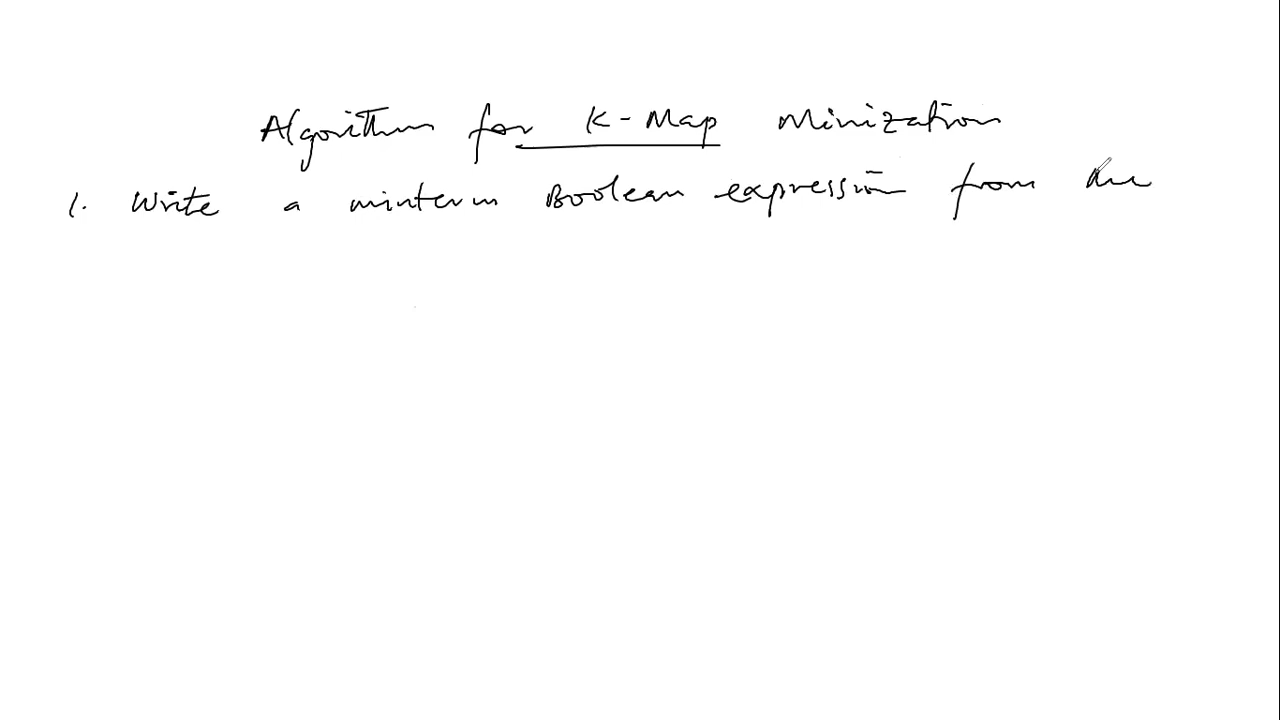 Algorithm for K-Map Minization
1. Write a minterm Boolean expression from the